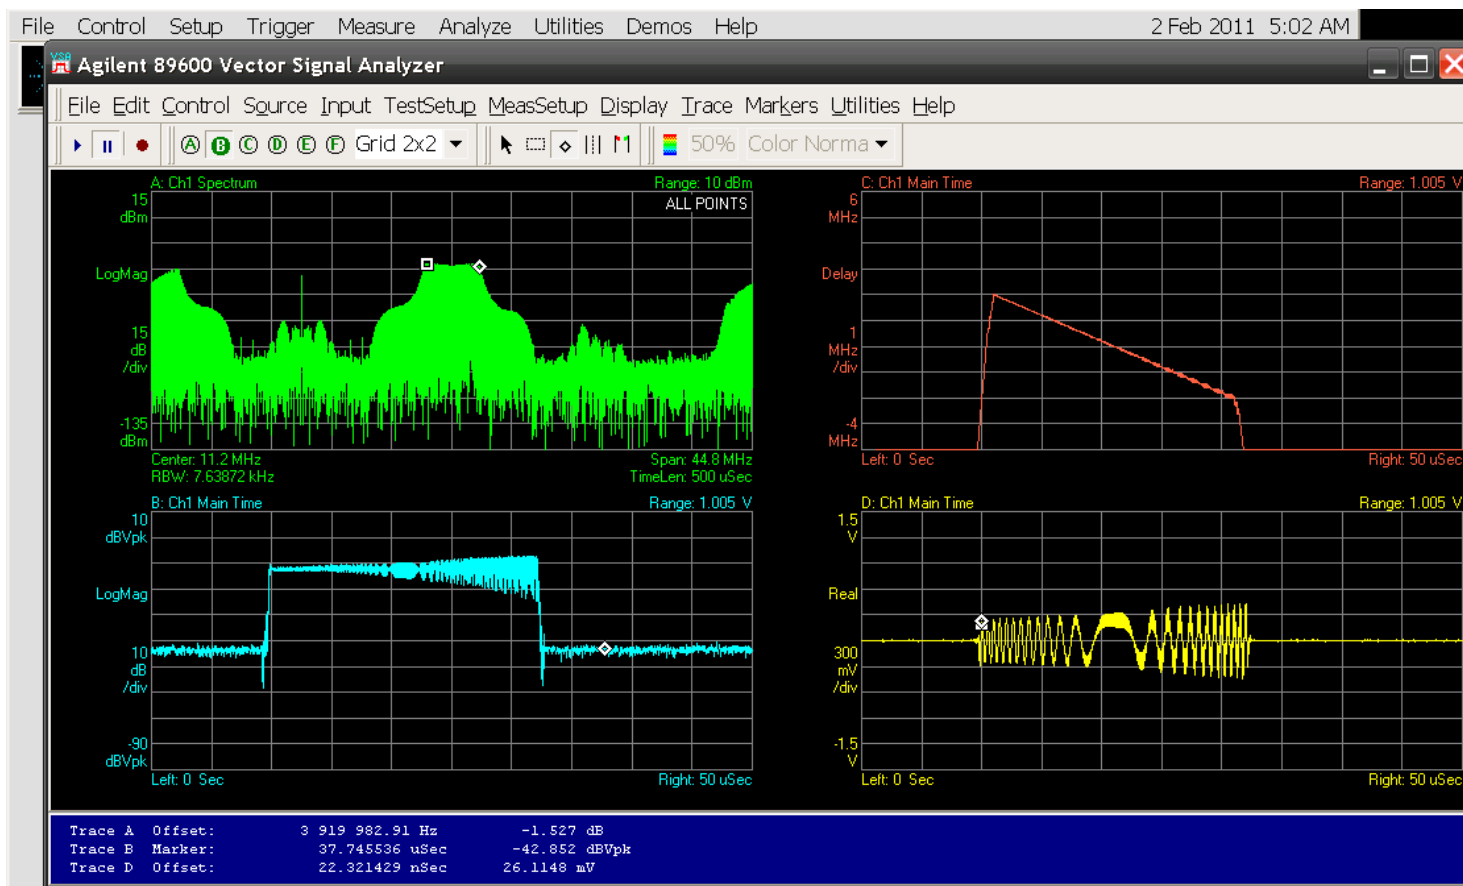 File Control Setup Trigger Measure Analyze Utilities Demos Help 2 Feb 2011 5:02 AM
VSA
Agilent 89600 Vector Signal Analyzer
File Edit Control Source Input TestSetup MeasSetup Display Trace Markers Utilities Help
A B C D E F Grid 2x2 50% Color Norma
A: Ch1 Spectrum Range: 10 dBm
15
dBm
ALL POINTS
LogMag
15
dB
/div
-135
dBm
Center: 11.2 MHz Span: 44.8 MHz
RBW: 7.63872 kHz TimeLen: 500 uSec
C: Ch1 Main Time Range: 1.005 V
6
MHz
Delay
1
MHz
/div
-4
MHz
Left: 0 Sec Right: 50 uSec
B: Ch1 Main Time Range: 1.005 V
10
dBVpk
LogMag
10
dB
/div
-90
dBVpk
Left: 0 Sec Right: 50 uSec
D: Ch1 Main Time Range: 1.005 V
1.5
V
Real
300
mV
/div
-1.5
V
Left: 0 Sec Right: 50 uSec
Trace A Offset: 3 919 982.91 Hz -1.527 dB
Trace B Marker: 37.745536 uSec -42.852 dBVpk
Trace D Offset: 22.321429 nSec 26.1148 mV